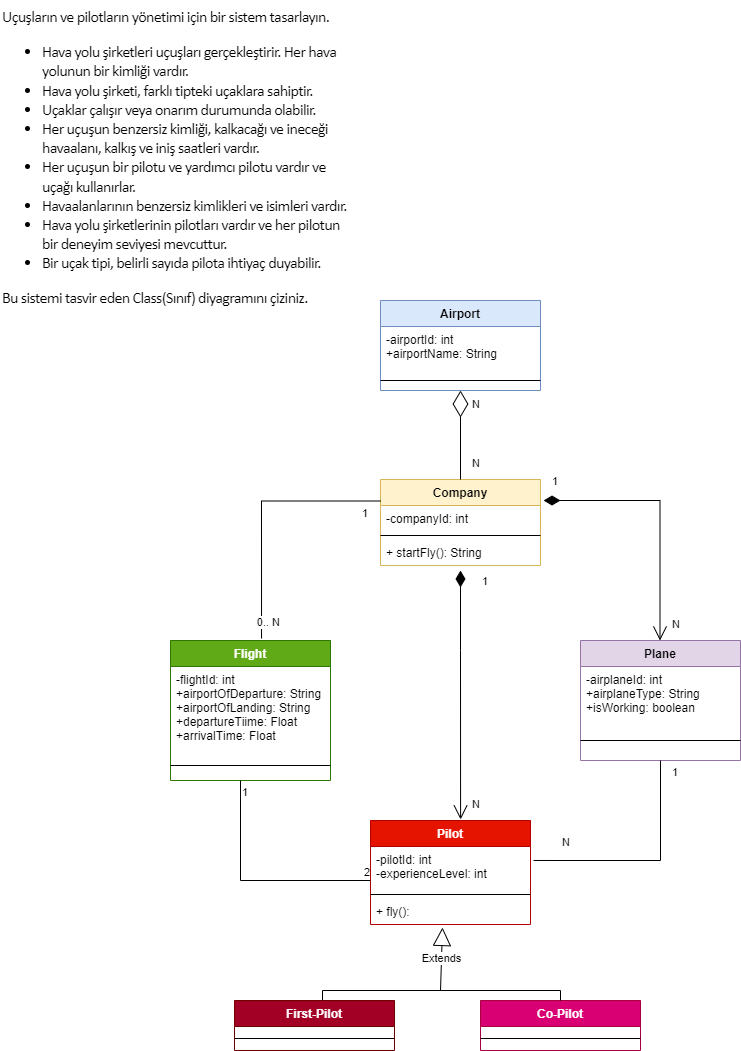 Uçuşların ve pilotların yönetimi için bir sistem tasarlayın.
Hava yolu şirketleri uçuşları gerçekleştirir. Her hava
yolunun bir kimliği vardır.
Hava yolu şirketi, farklı tipteki uçaklara sahiptir.
Uçaklar çalışır veya onarım durumunda olabilir.
Her uçuşun benzersiz kimliği, kalkacağı ve ineceği
havaalanı, kalkış ve iniş saatleri vardır.
Her uçuşun bir pilotu ve yardımcı pilotu vardır ve
uçağı kullanırlar.
Havaalanlarının benzersiz kimlikleri ve isimleri vardır.
Hava yolu şirketlerinin pilotları vardır ve her pilotun
bir deneyim seviyesi mevcuttur.
Bir uçak tipi, belirli sayıda pilota ihtiyaç duyabilir.
Bu sistemi tasvir eden Class(Sınıf) diyagramını çiziniz.
Airport
-airportId: int
+airportName: String
N
N
Company
-companyId: int
+ startFly(): String
1
1
1
0.. N
N
Flight
-flightId: int
+airportOfDeparture: String
+airportOfLanding: String
+departureTiime: Float
+arrivalTime: Float
Plane
-airplaneId: int
+airplaneType: String
+isWorking: boolean
1
1
N
N
2
Pilot
-pilotId: int
-experienceLevel: int
+ fly():
Extends
First-Pilot
Co-Pilot